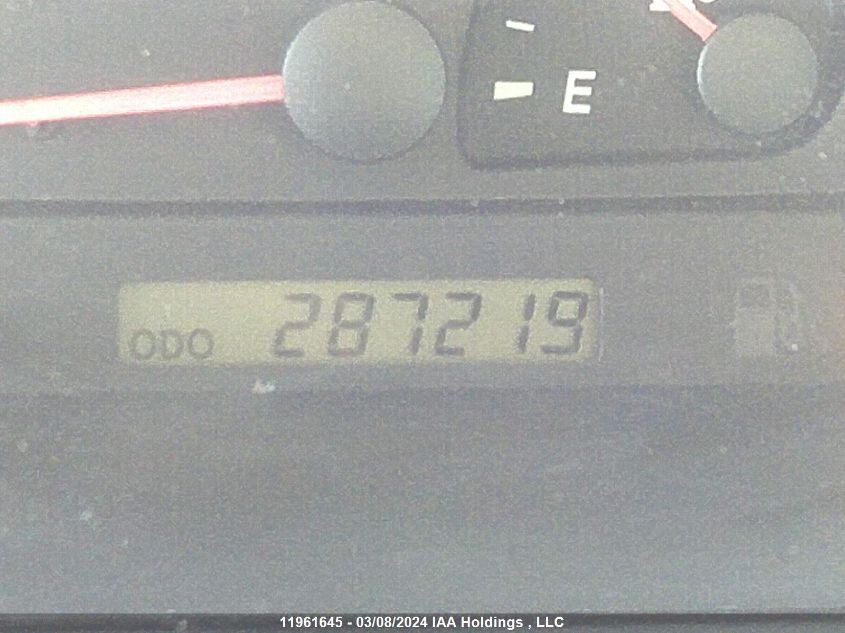 E
ODO 287219
11961645 - 03/08/2024 IAA Holdings , LLC